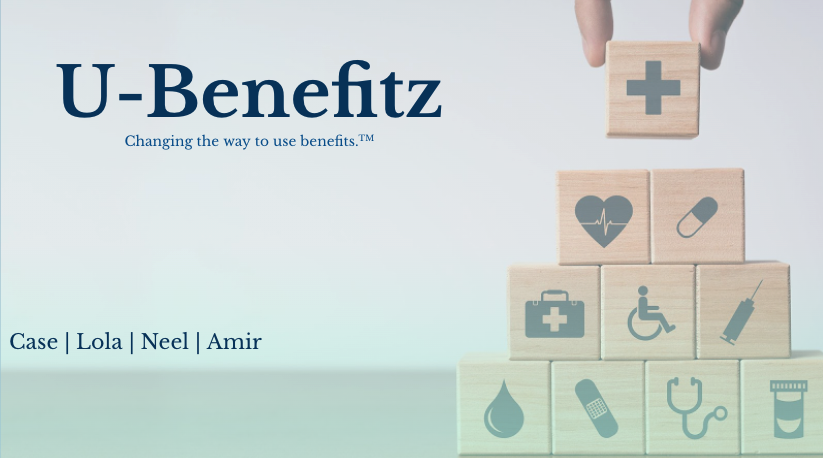 U-Benefitz
Changing the way to use benefits.™
Case | Lola | Neel | Amir